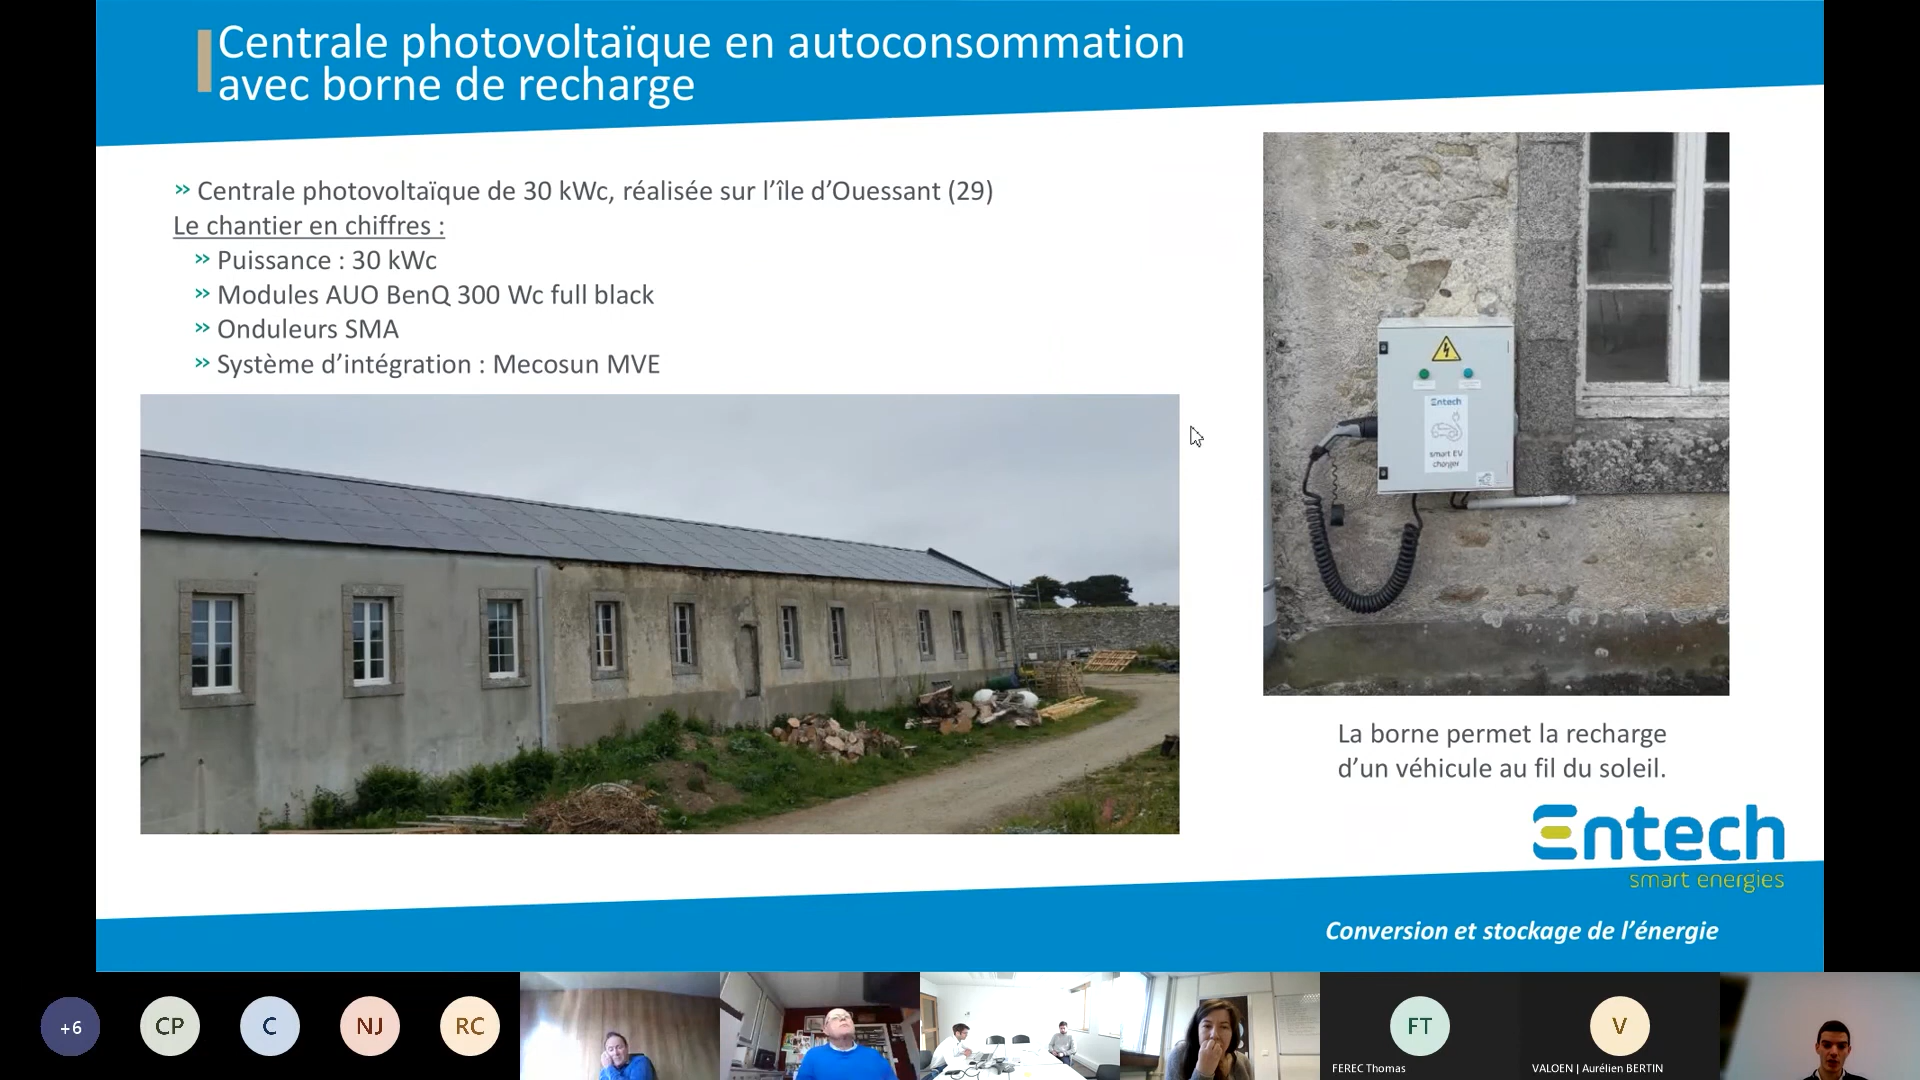 Centrale photovoltaïque en autoconsommation
avec borne de recharge
» Centrale photovoltaïque de 30 kWc, réalisée sur l’île d’Ouessant (29)
Le chantier en chiffres :
» Puissance : 30 kWc
» Modules AUO BenQ 300 Wc full black
» Onduleurs SMA
» Système d’intégration : Mecosun MVE
Entech
smart EV
charger
La borne permet la recharge
d’un véhicule au fil du soleil.
Entech
smart energies
Conversion et stockage de l’énergie
+6
CP
C
NJ
RC
FT
FEREC Thomas
V
VALOEN | Aurélien BERTIN